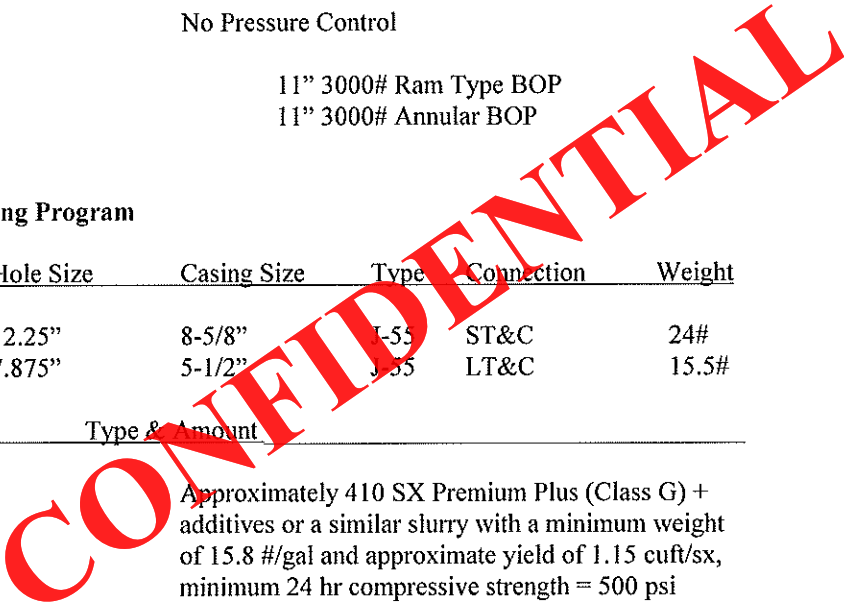 No Pressure Control
11” 3000# Ram Type BOP
11” 3000# Annular BOP
ng Program
Hole Size Casing Size Type Connection Weight
2.25” 8-5/8” J-55 ST&C 24#
7.875” 5-1/2” J-55 LT&C 15.5#
Type & Amount
Approximately 410 SX Premium Plus (Class G) +
additives or a similar slurry with a minimum weight
of 15.8 #/gal and approximate yield of 1.15 cuft/sx,
minimum 24 hr compressive strength = 500 psi
CONFIDENTIAL